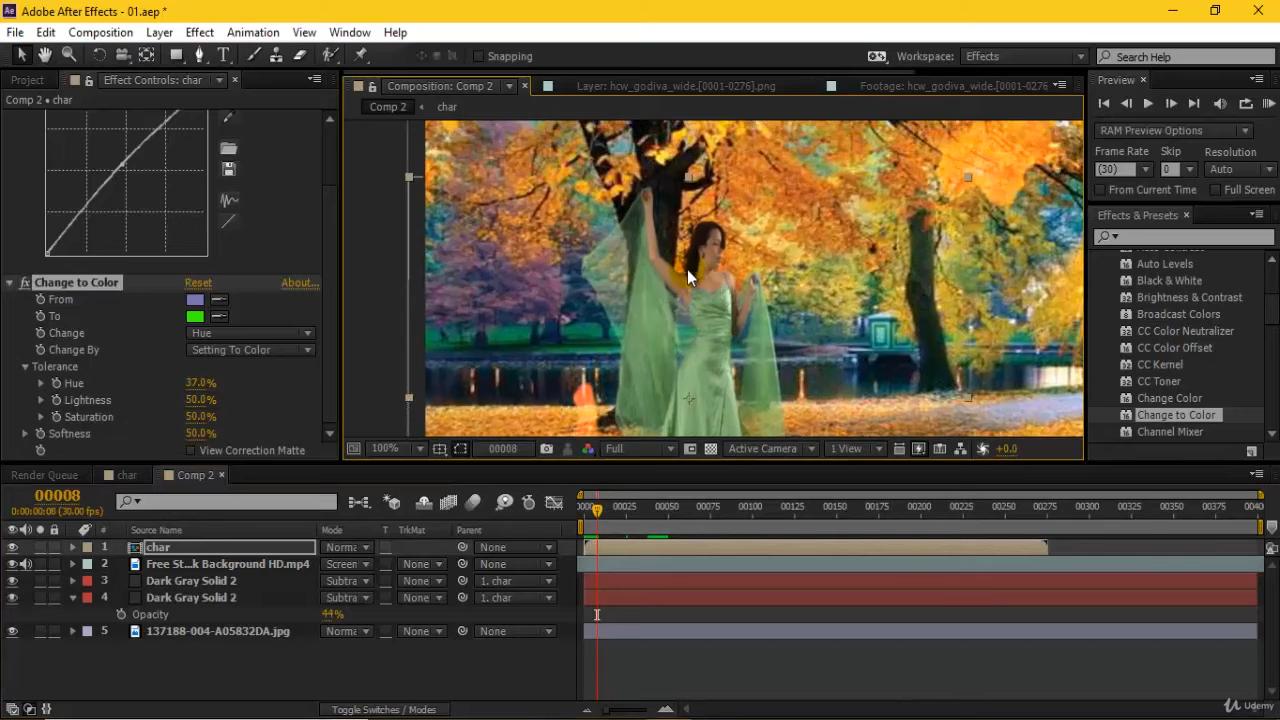 Adobe After Effects - 01.aep *
File Edit Composition Layer Effect Animation View Window Help
Snapping
Workspace: Effects
Search Help
Project
Effect Controls: char
Composition: Comp 2
Layer: hcw_godiva_wide.[0001-0276].png
Footage: hcw_godiva_wide.[0001-0276
Preview
Comp 2 • char
Comp 2
char
RAM Preview Options
Frame Rate Skip Resolution
(30) 0 Auto
From Current Time Full Screen
Effects & Presets
Auto Levels
Black & White
Brightness & Contrast
Broadcast Colors
CC Color Neutralizer
CC Color Offset
CC Kernel
CC Toner
Change Color
Change to Color
Channel Mixer
fx Change to Color Reset About...
From
To
Change Hue
Change By Setting To Color
Tolerance
Hue 37.0%
Lightness 50.0%
Saturation 50.0%
Softness 50.0%
View Correction Matte
100% 00008 Full Active Camera 1 View +0.0
Render Queue char Comp 2
00008
0:00:00:08 (30.00 fps)
00025 00050 00075 00100 00125 00150 00175 00200 00225 00250 00275 00300 00325 00350 00375 0040
# Source Name Mode T TrkMat Parent
1 char Norma None
2 Free St...k Background HD.mp4 Screen None None
3 Dark Gray Solid 2 Subtra None 1. char
4 Dark Gray Solid 2 Subtra None 1. char
Opacity 44%
5 137188-004-A05832DA.jpg Norma None None
Toggle Switches / Modes
Udemy